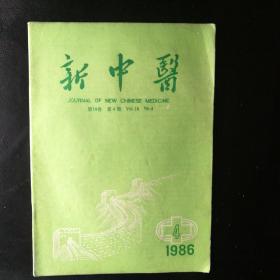 新中醫
JOURNAL OF NEW CHINESE MEDICINE
第18卷 第4期 Vol.18 No.4
4
1986